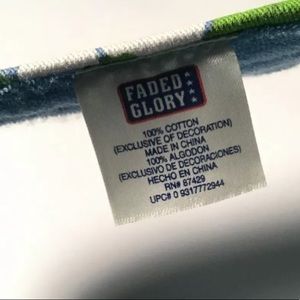 FADED
GLORY
100% COTTON
(EXCLUSIVE OF DECORATION)
MADE IN CHINA
100% ALGODON
(EXCLUSIVO DE DECORACIONES)
HECHO EN CHINA
RN# 87429
UPC# 0 9317772944